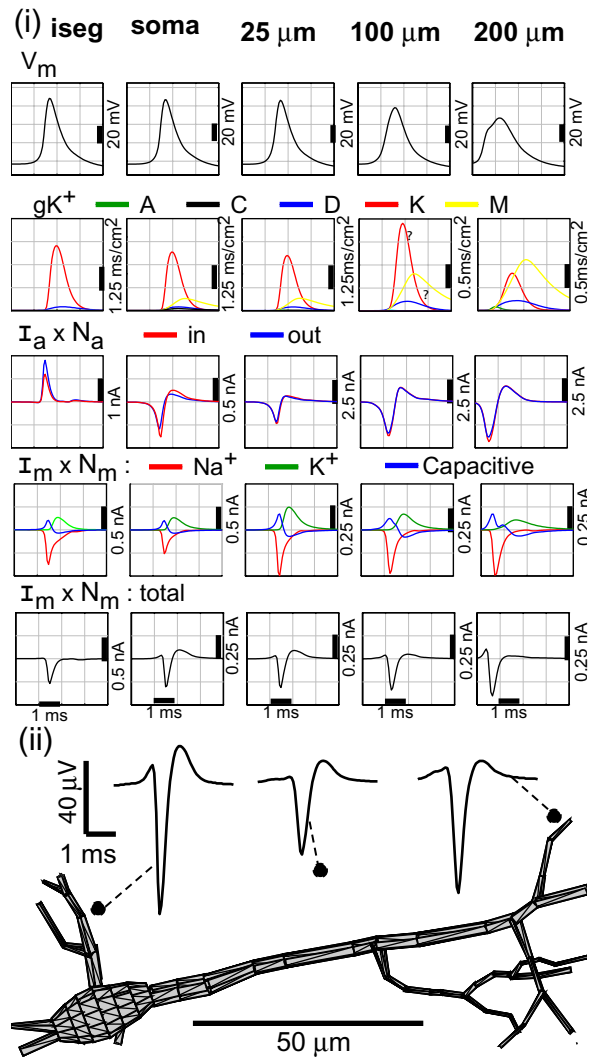 (i) iseg soma 25 µm 100 µm 200 µm
Vm
20 mV 20 mV 20 mV 20 mV 20 mV
gK+ A C D K M
1.25 ms/cm2 1.25 ms/cm2 1.25 ms/cm2 ? ? 0.5ms/cm2 0.5ms/cm2
Ia x Na in out
1 nA 0.5 nA 2.5 nA 2.5 nA 2.5 nA
Im x Nm : Na+ K+ Capacitive
0.5 nA 0.5 nA 0.25 nA 0.25 nA 0.25 nA
Im x Nm : total
0.5 nA 0.25 nA 0.25 nA 0.25 nA 0.25 nA
1 ms 1 ms 1 ms 1 ms 1 ms
(ii)
40 µV
1 ms
50 µm